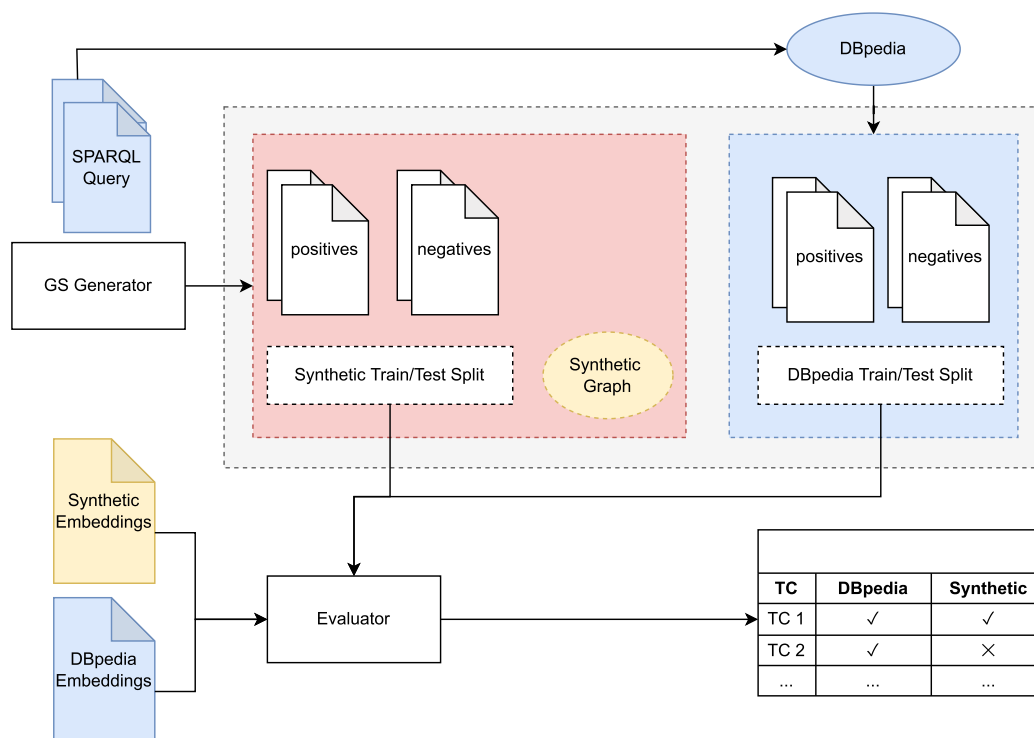 DBpedia
SPARQL
Query
GS Generator
positives
negatives
positives
negatives
Synthetic Train/Test Split
Synthetic
Graph
DBpedia Train/Test Split
Synthetic
Embeddings
DBpedia
Embeddings
Evaluator
TC DBpedia Synthetic
TC 1 ✓ ✓
TC 2 ✓ ✕
... ... ...